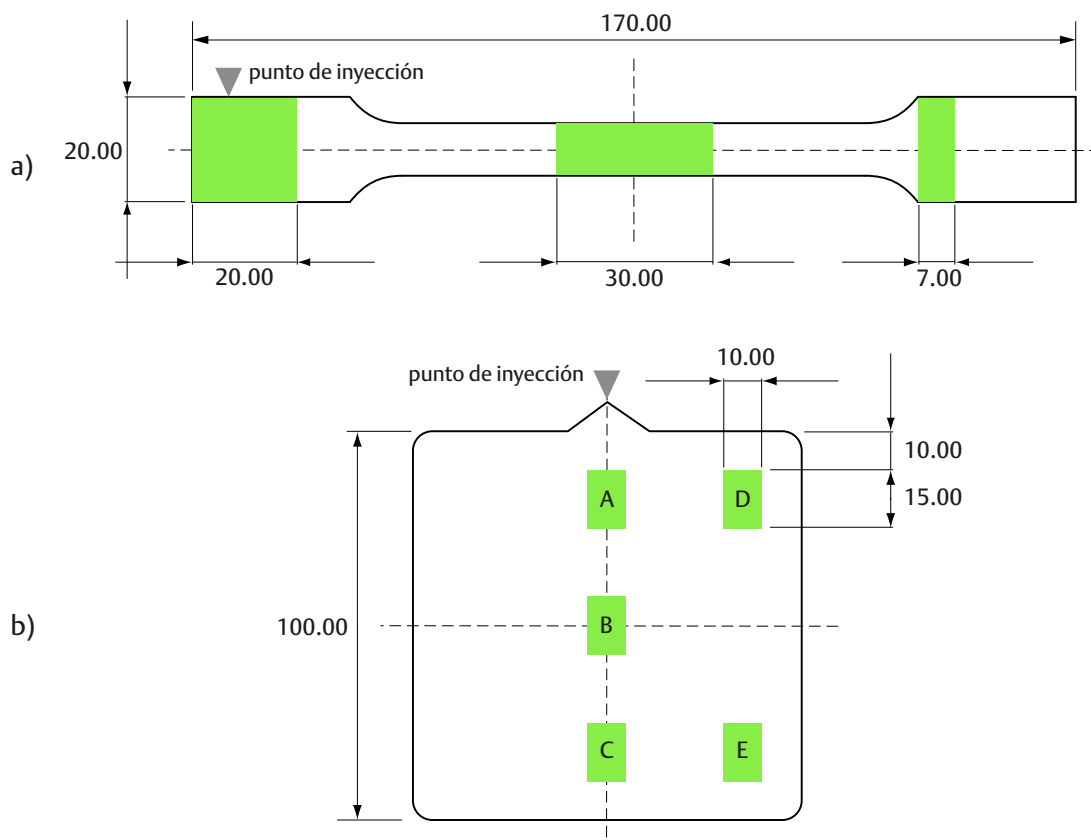 170.00
punto de inyección
20.00
a)
20.00
30.00
7.00
10.00
punto de inyección
10.00
A
D
15.00
100.00
B
b)
C
E